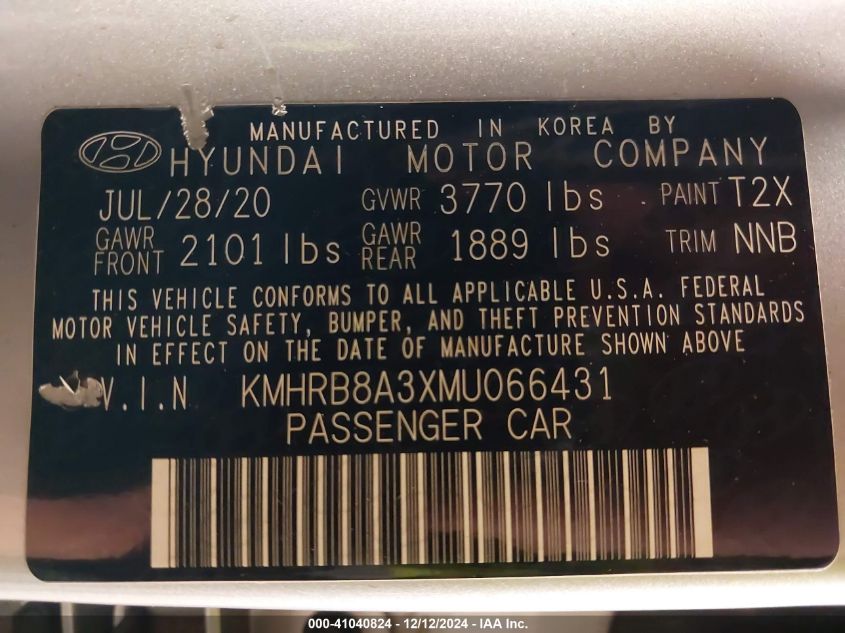 MANUFACTURED IN KOREA BY
HYUNDAI MOTOR COMPANY
JUL/28/20 GVWR 3770 lbs PAINT T2X
GAWR FRONT 2101 lbs GAWR REAR 1889 lbs TRIM NNB
THIS VEHICLE CONFORMS TO ALL APPLICABLE U.S.A. FEDERAL
MOTOR VEHICLE SAFETY, BUMPER, AND THEFT PREVENTION STANDARDS
IN EFFECT ON THE DATE OF MANUFACTURE SHOWN ABOVE
V.I.N KMHRB8A3XMU066431
PASSENGER CAR
000-41040824 - 12/12/2024 - IAA Inc.